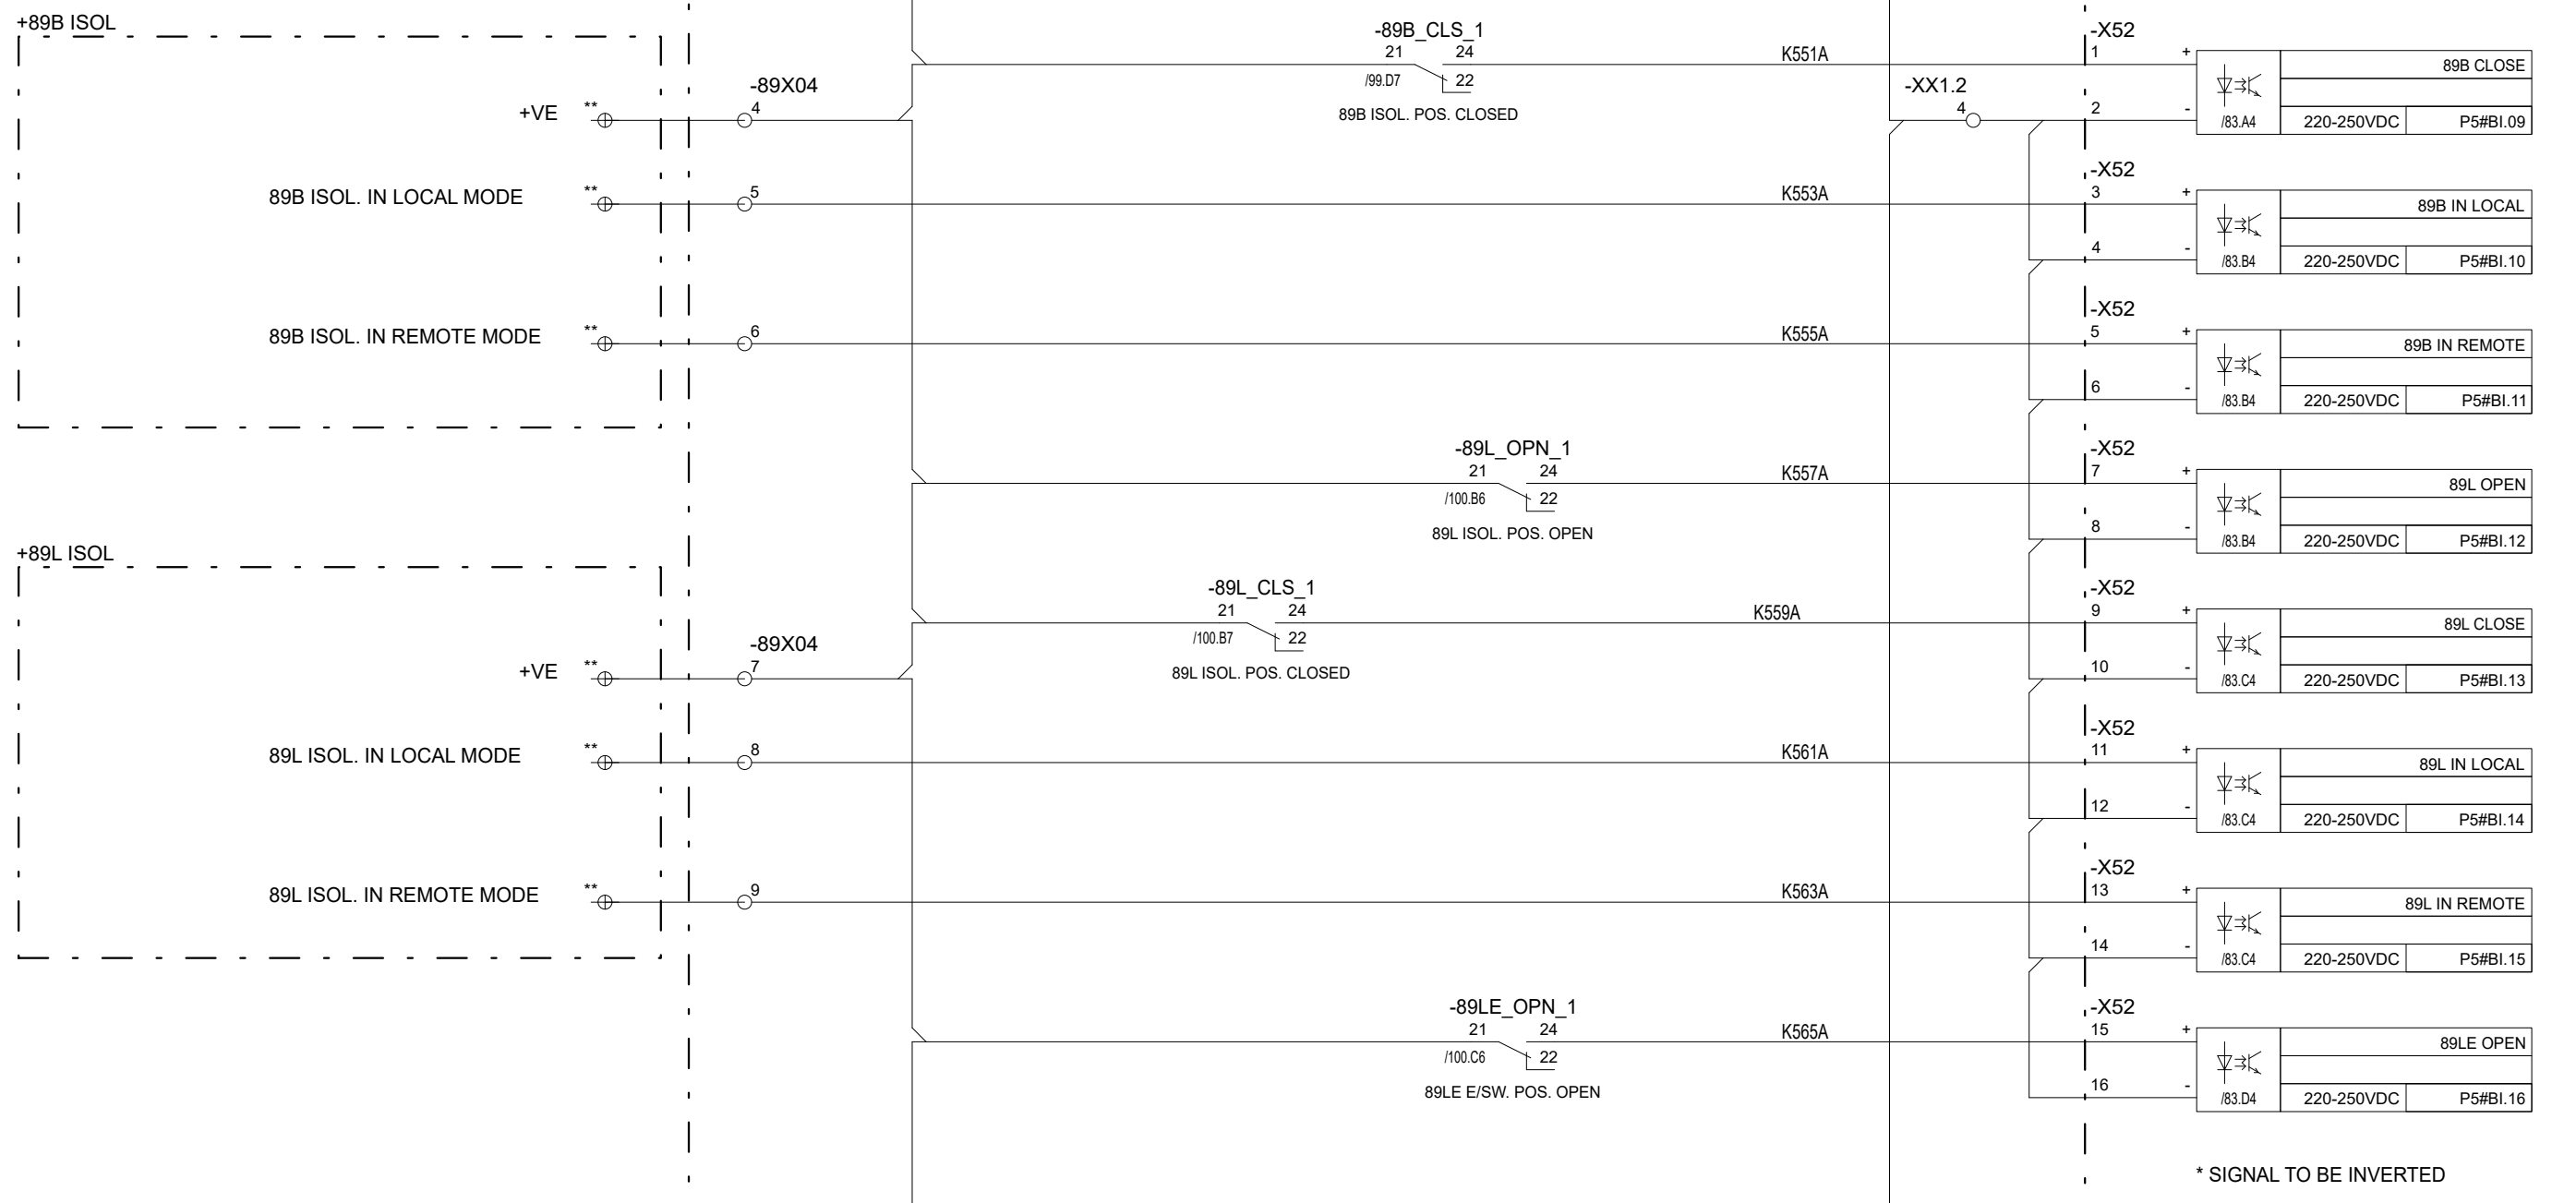 +89B ISOL
-89B_CLS_1
21 24
K551A
-X52
1 +
89B CLOSE
/99.D7
22
89B ISOL. POS. CLOSED
+VE
**
-89X04
4
-XX1.2
4
2 -
/83.A4
220-250VDC
P5#BI.09
89B ISOL. IN LOCAL MODE
**
5
K553A
-X52
3 +
89B IN LOCAL
4 -
/83.B4
220-250VDC
P5#BI.10
89B ISOL. IN REMOTE MODE
**
6
K555A
-X52
5 +
89B IN REMOTE
6 -
/83.B4
220-250VDC
P5#BI.11
-89L_OPN_1
21 24
K557A
-X52
7 +
89L OPEN
/100.B6
22
89L ISOL. POS. OPEN
8 -
/83.B4
220-250VDC
P5#BI.12
+89L ISOL
-89L_CLS_1
21 24
K559A
-X52
9 +
89L CLOSE
/100.B7
22
89L ISOL. POS. CLOSED
+VE
**
-89X04
7
10 -
/83.C4
220-250VDC
P5#BI.13
89L ISOL. IN LOCAL MODE
**
8
K561A
-X52
11 +
89L IN LOCAL
12 -
/83.C4
220-250VDC
P5#BI.14
89L ISOL. IN REMOTE MODE
**
9
K563A
-X52
13 +
89L IN REMOTE
14 -
/83.C4
220-250VDC
P5#BI.15
-89LE_OPN_1
21 24
K565A
-X52
15 +
89LE OPEN
/100.C6
22
89LE E/SW. POS. OPEN
16 -
/83.D4
220-250VDC
P5#BI.16
* SIGNAL TO BE INVERTED